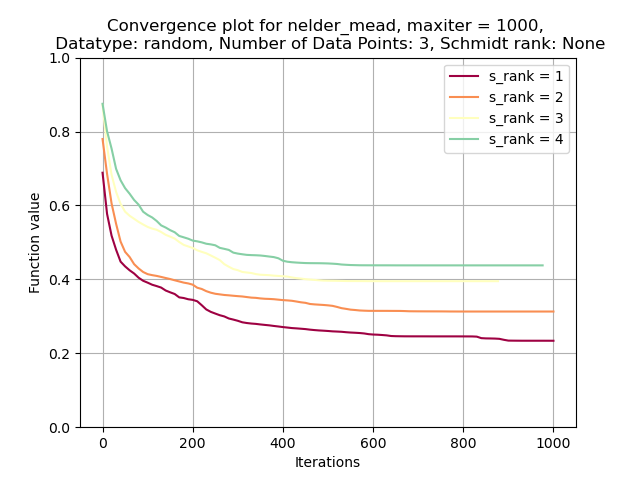 Convergence plot for nelder_mead, maxiter = 1000,
Datatype: random, Number of Data Points: 3, Schmidt rank: None
s_rank = 1
s_rank = 2
s_rank = 3
s_rank = 4
1.0
0.8
0.6
0.4
0.2
0.0
Function value
0 200 400 600 800 1000
Iterations